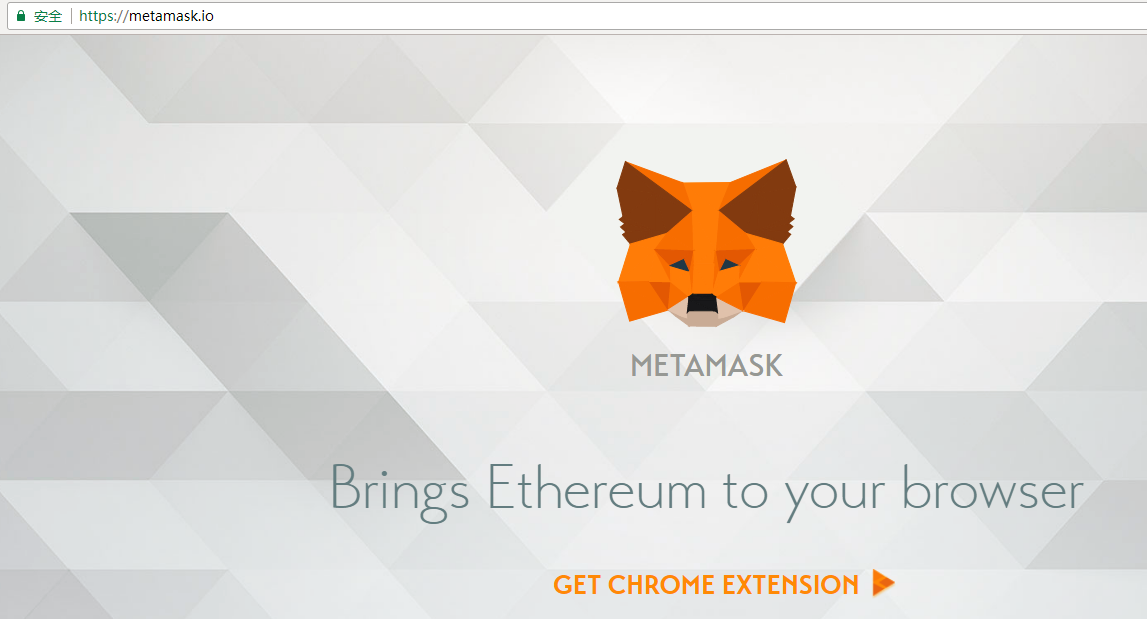 安全 | https://metamask.io
METAMASK
Brings Ethereum to your browser
GET CHROME EXTENSION